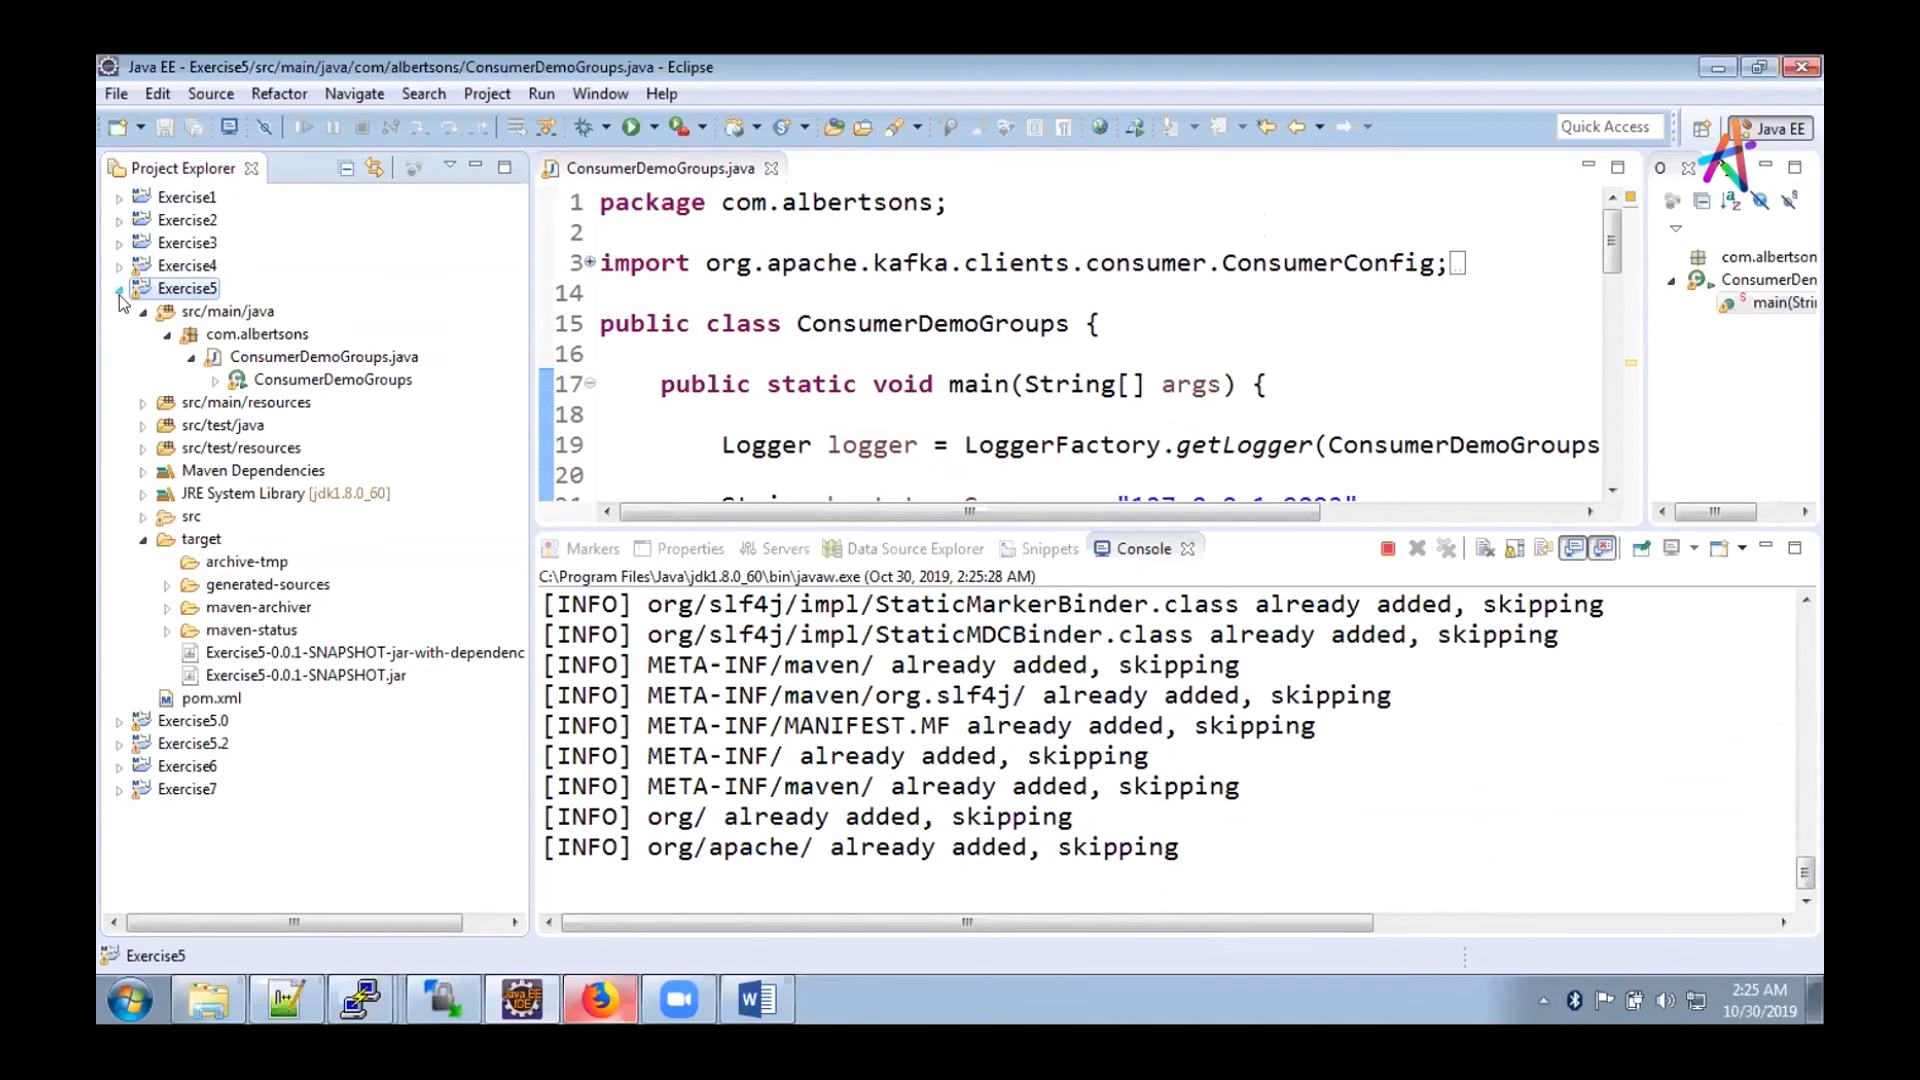 Java EE - Exercise5/src/main/java/com/albertsons/ConsumerDemoGroups.java - Eclipse
File Edit Source Refactor Navigate Search Project Run Window Help
Quick Access
Java EE
Project Explorer
Exercise1
Exercise2
Exercise3
Exercise4
Exercise5
src/main/java
com.albertsons
ConsumerDemoGroups.java
ConsumerDemoGroups
src/main/resources
src/test/java
src/test/resources
Maven Dependencies
JRE System Library [jdk1.8.0_60]
src
target
archive-tmp
generated-sources
maven-archiver
maven-status
Exercise5-0.0.1-SNAPSHOT-jar-with-dependenc
Exercise5-0.0.1-SNAPSHOT.jar
pom.xml
Exercise5.0
Exercise5.2
Exercise6
Exercise7
ConsumerDemoGroups.java
1 package com.albertsons;
2
3 import org.apache.kafka.clients.consumer.ConsumerConfig;
14
15 public class ConsumerDemoGroups {
16
17 public static void main(String[] args) {
18
19 Logger logger = LoggerFactory.getLogger(ConsumerDemoGroups
20
O
com.albertsons
ConsumerDen
main(Stri
Markers Properties Servers Data Source Explorer Snippets Console
C:\Program Files\Java\jdk1.8.0_60\bin\javaw.exe (Oct 30, 2019, 2:25:28 AM)
[INFO] org/slf4j/impl/StaticMarkerBinder.class already added, skipping
[INFO] org/slf4j/impl/StaticMDCBinder.class already added, skipping
[INFO] META-INF/maven/ already added, skipping
[INFO] META-INF/maven/org.slf4j/ already added, skipping
[INFO] META-INF/MANIFEST.MF already added, skipping
[INFO] META-INF/ already added, skipping
[INFO] META-INF/maven/ already added, skipping
[INFO] org/ already added, skipping
[INFO] org/apache/ already added, skipping
Exercise5
2:25 AM
10/30/2019